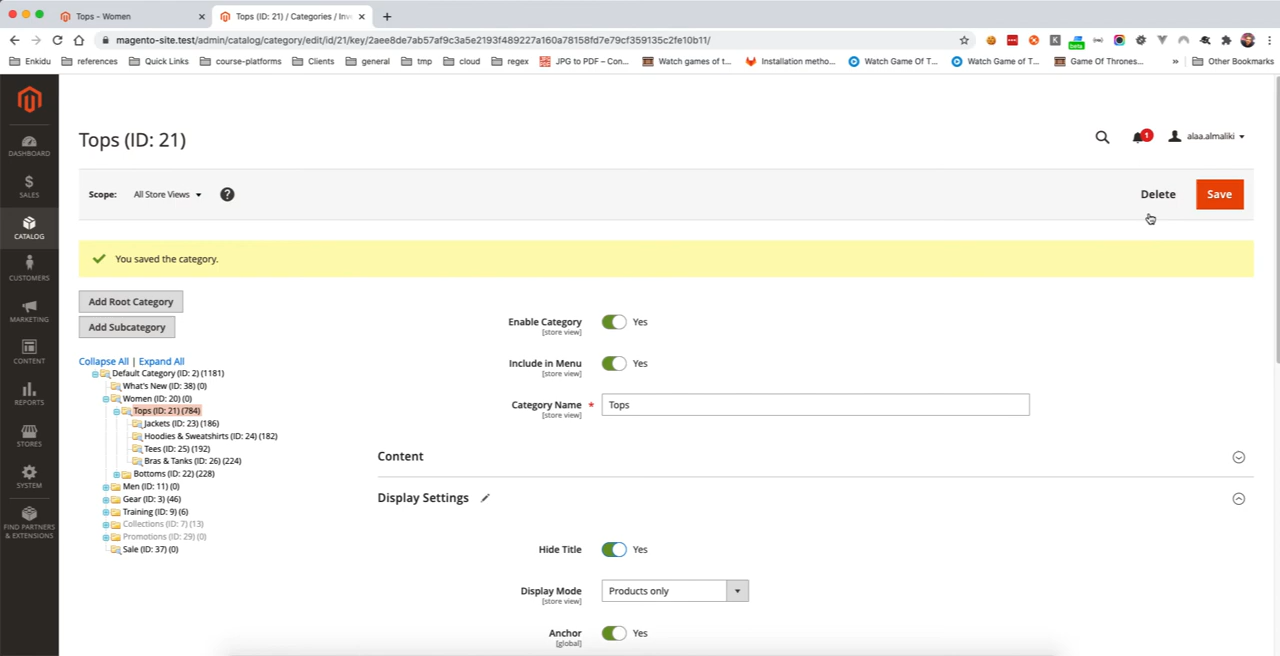 Tops - Women
Tops (ID: 21) / Categories / Inv
magento-site.test/admin/catalog/category/edit/id/21/key/2aee8de7ab57af9c3a5e2193f489227a160a78158fd7e79cf359135c2fe10b11/
Enkidu references Quick Links course-platforms Clients general tmp cloud regex JPG to PDF – Con... Watch games of t... Installation metho... Watch Game Of T... Watch Game of T... Game Of Thrones... » Other Bookmarks
DASHBOARD
SALES
CATALOG
CUSTOMERS
MARKETING
CONTENT
REPORTS
STORES
SYSTEM
FIND PARTNERS
& EXTENSIONS
Tops (ID: 21)
1
alaa.almaliki
Scope: All Store Views ?
Delete Save
You saved the category.
Add Root Category
Add Subcategory
Collapse All | Expand All
Default Category (ID: 2) (1181)
What's New (ID: 38) (0)
Women (ID: 20) (0)
Tops (ID: 21) (784)
Jackets (ID: 23) (186)
Hoodies & Sweatshirts (ID: 24) (182)
Tees (ID: 25) (192)
Bras & Tanks (ID: 26) (224)
Bottoms (ID: 22) (228)
Men (ID: 11) (0)
Gear (ID: 3) (46)
Training (ID: 9) (6)
Collections (ID: 7) (13)
Promotions (ID: 29) (0)
Sale (ID: 37) (0)
Enable Category Yes
[store view]
Include in Menu Yes
[store view]
Category Name * Tops
[store view]
Content
Display Settings
Hide Title Yes
Display Mode Products only
[store view]
Anchor Yes
[global]